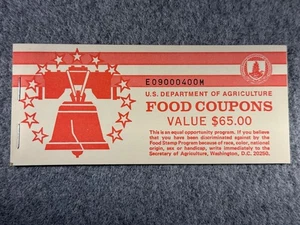 E09000400M
U.S. DEPARTMENT OF AGRICULTURE
FOOD COUPONS
VALUE $65.00
This is an equal opportunity program. If you believe
that you have been discriminated against by the
Food Stamp Program because of race, color, national
origin, sex or handicap, write immediately to the
Secretary of Agriculture, Washington, D.C. 20250.